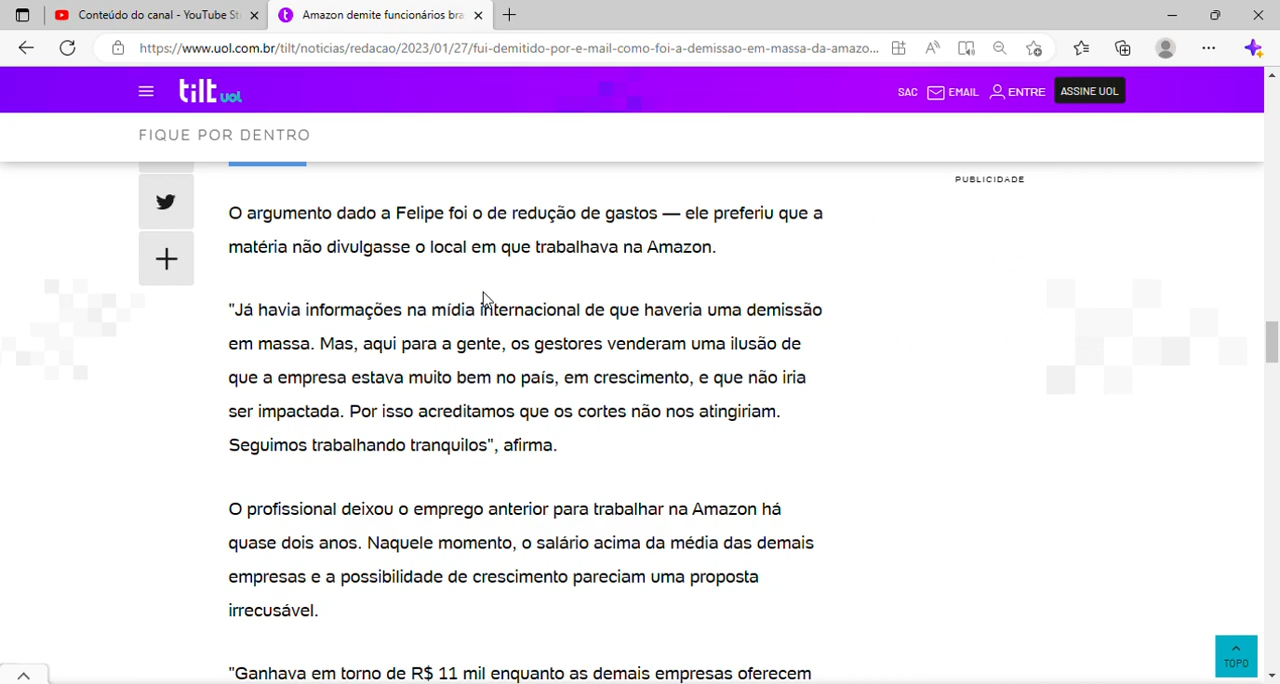 Conteúdo do canal - YouTube St
Amazon demite funcionários bra
https://www.uol.com.br/tilt/noticias/redacao/2023/01/27/fui-demitido-por-e-mail-como-foi-a-demissao-em-massa-da-amazo...
tilt uol
SAC EMAIL ENTRE ASSINE UOL
FIQUE POR DENTRO
PUBLICIDADE
O argumento dado a Felipe foi o de redução de gastos — ele preferiu que a
matéria não divulgasse o local em que trabalhava na Amazon.
"Já havia informações na mídia internacional de que haveria uma demissão
em massa. Mas, aqui para a gente, os gestores venderam uma ilusão de
que a empresa estava muito bem no país, em crescimento, e que não iria
ser impactada. Por isso acreditamos que os cortes não nos atingiriam.
Seguimos trabalhando tranquilos", afirma.
O profissional deixou o emprego anterior para trabalhar na Amazon há
quase dois anos. Naquele momento, o salário acima da média das demais
empresas e a possibilidade de crescimento pareciam uma proposta
irrecusável.
"Ganhava em torno de R$ 11 mil enquanto as demais empresas oferecem
TOPO